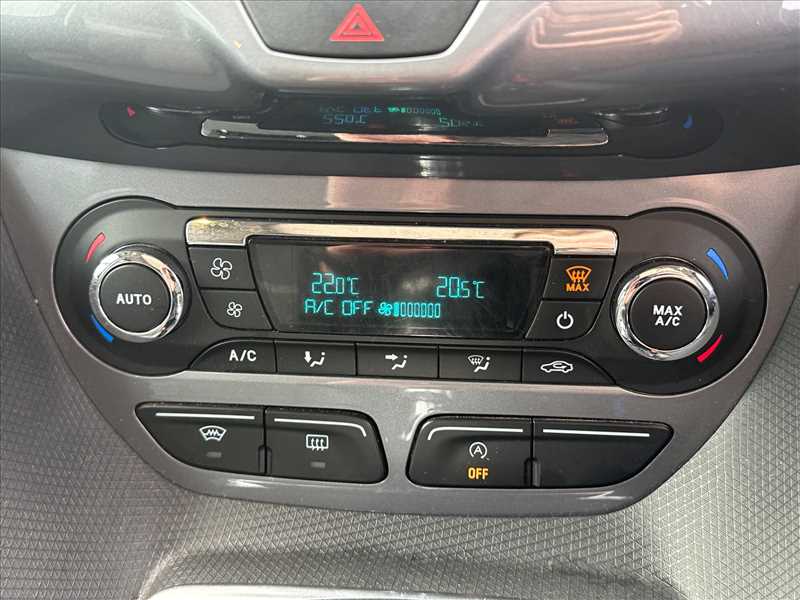 22.0°C 20.5°C
A/C OFF
AUTO
MAX
MAX
A/C
A/C
A
OFF